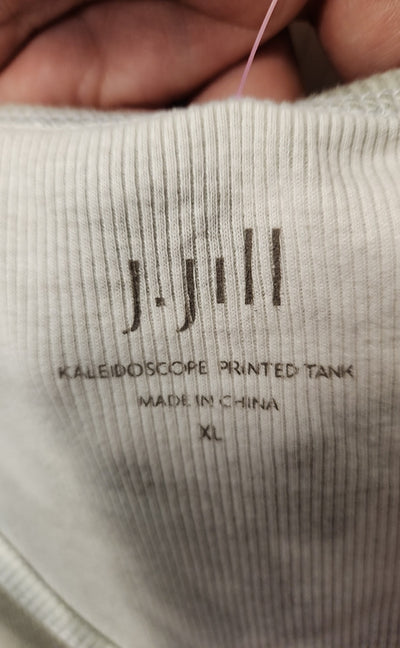 J.Jill
KALEIDOSCOPE PRINTED TANK
MADE IN CHINA
XL